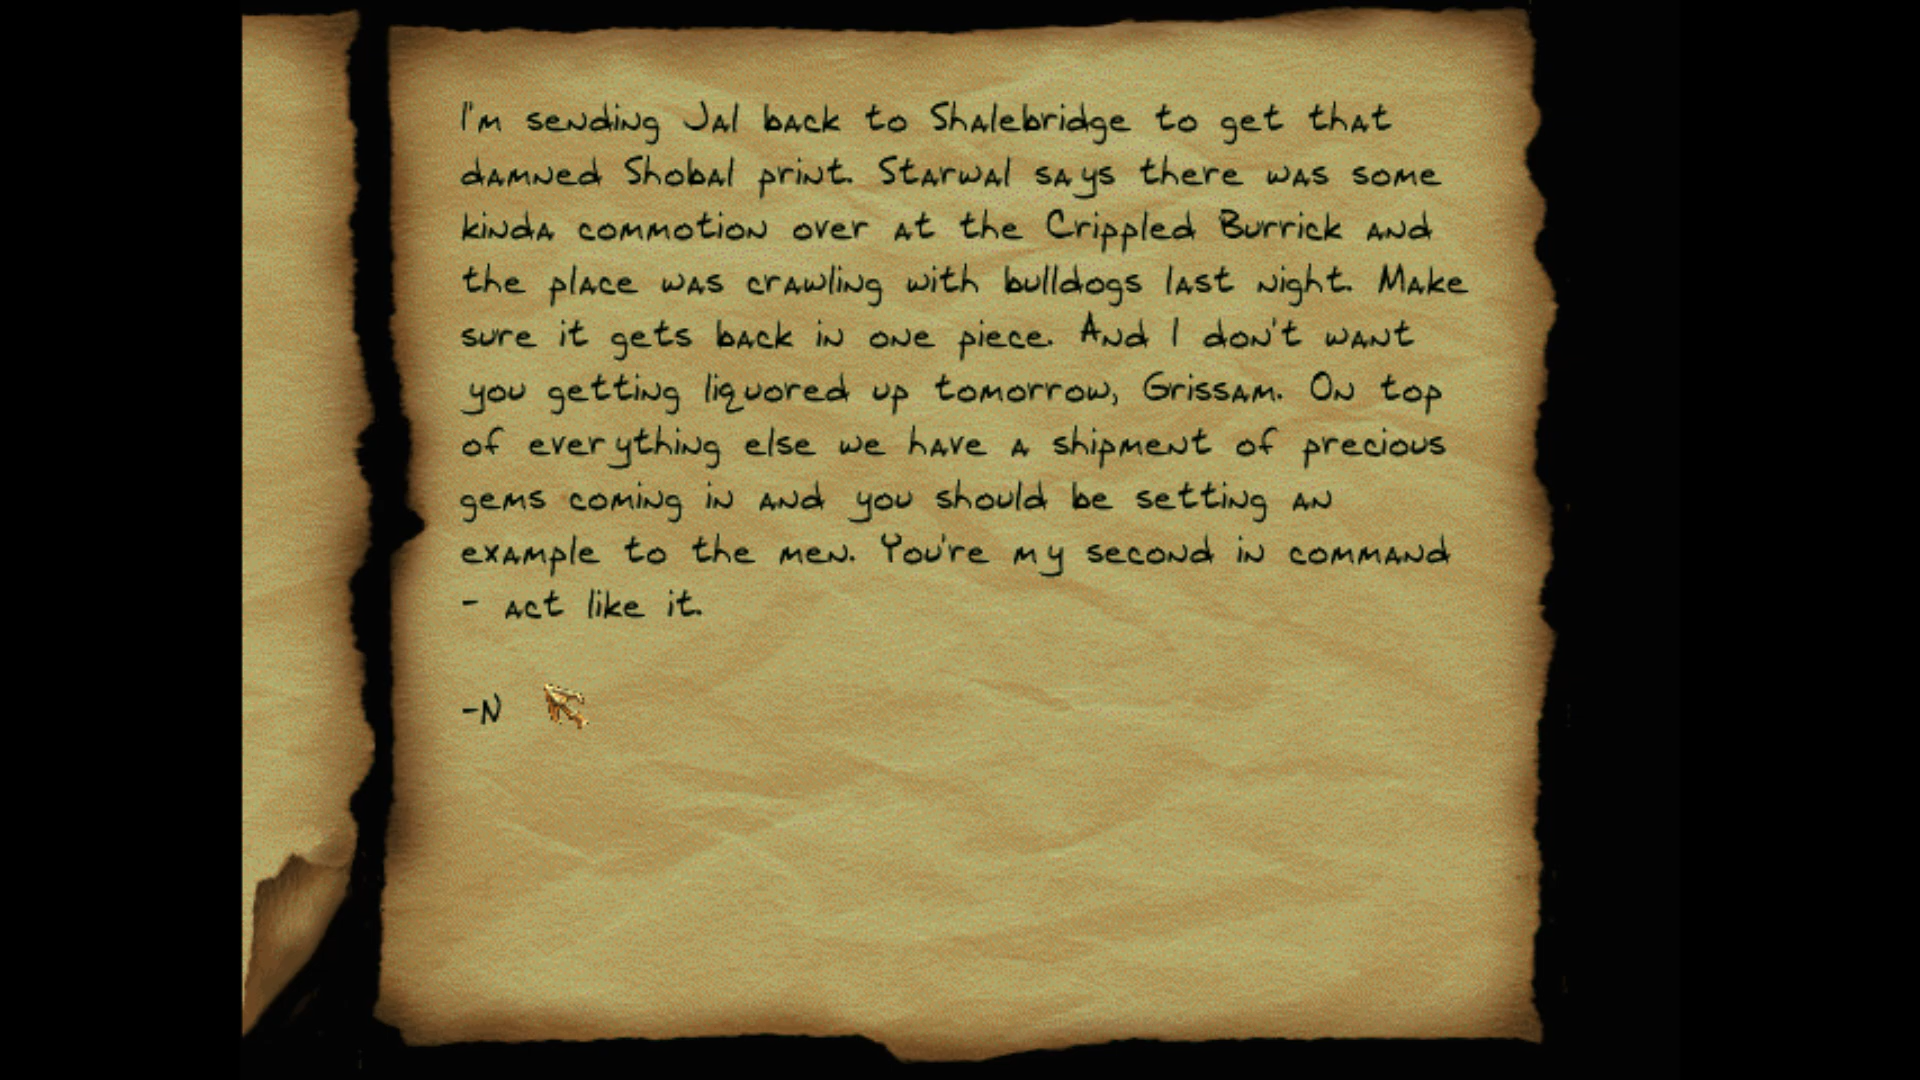 I'm sending Jal back to Shalebridge to get that
damned Shobal print. Starwal says there was some
kinda commotion over at the Crippled Burrick and
the place was crawling with bulldogs last night. Make
sure it gets back in one piece. And I don't want
you getting liquored up tomorrow, Grissam. On top
of everything else we have a shipment of precious
gems coming in and you should be setting an
example to the men. You're my second in command
- act like it.
-N